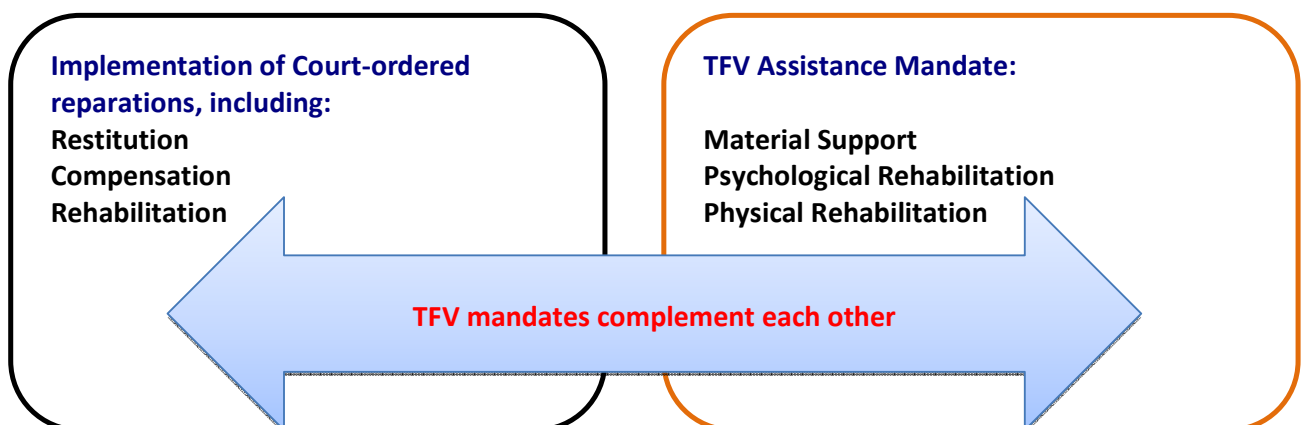 Implementation of Court-ordered
reparations, including:
Restitution
Compensation
Rehabilitation
TFV Assistance Mandate:
Material Support
Psychological Rehabilitation
Physical Rehabilitation
TFV mandates complement each other